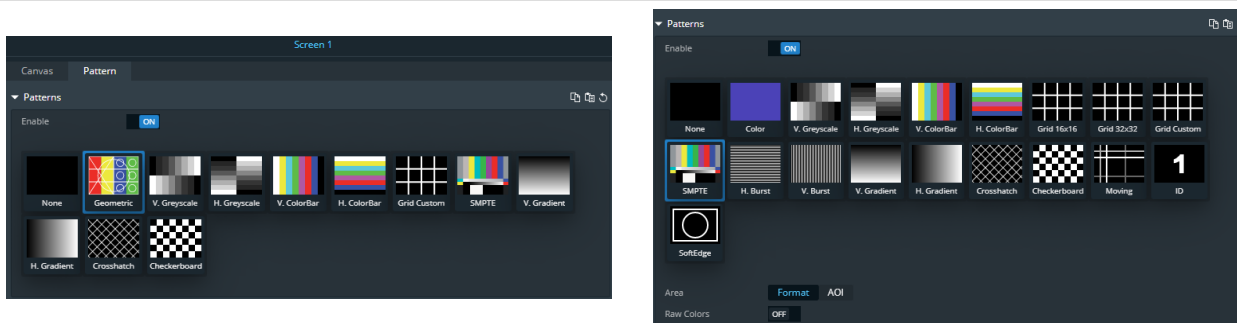 Screen 1
Canvas Pattern
Patterns
Enable ON
None Geometric V. Greyscale H. Greyscale V. ColorBar H. ColorBar Grid Custom SMPTE V. Gradient
H. Gradient Crosshatch Checkerboard
Patterns
Enable ON
None Color V. Greyscale H. Greyscale V. ColorBar H. ColorBar Grid 16x16 Grid 32x32 Grid Custom
1
SMPTE H. Burst V. Burst V. Gradient H. Gradient Crosshatch Checkerboard Moving ID
SoftEdge
Area Format AOI
Raw Colors OFF